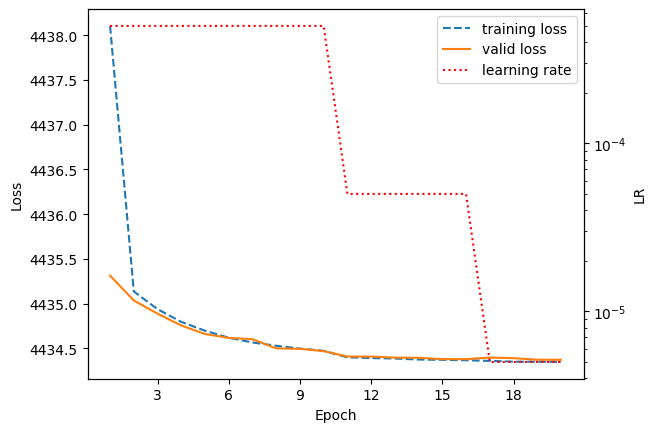 4438.0
4437.5
4437.0
4436.5
4436.0
4435.5
4435.0
4434.5
Loss
3
6
9
12
15
18
Epoch
10⁻⁴
10⁻⁵
LR
training loss
valid loss
learning rate